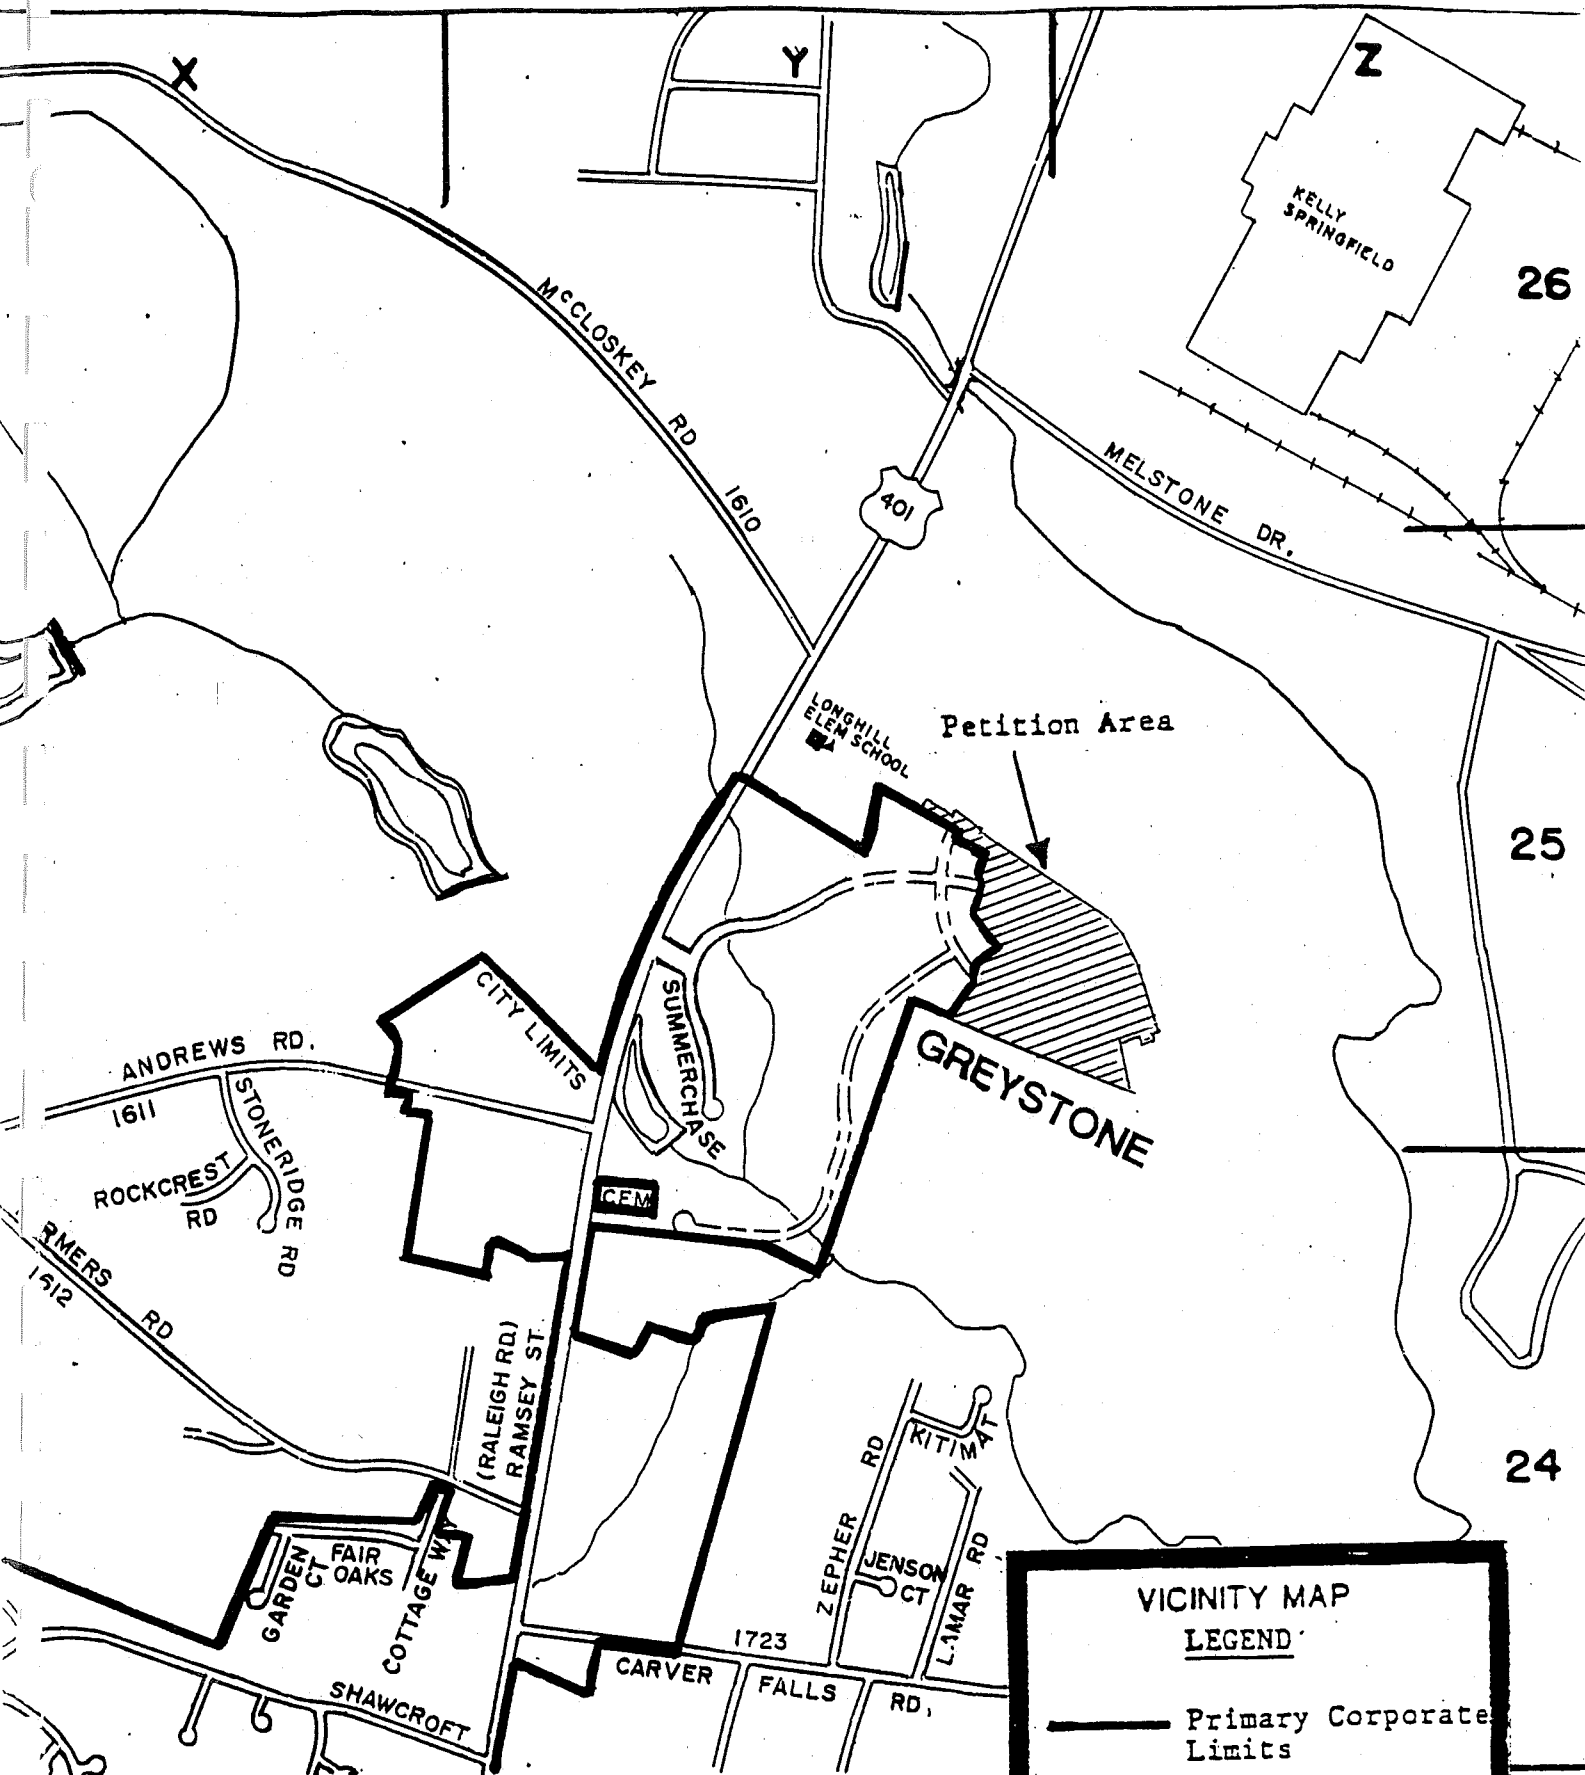 X
Y
Z
KELLY
SPRINGFIELD
26
McCLOSKEY RD 1610
401
MELSTONE DR.
LONGHILL
ELEM SCHOOL
Petition Area
25
CITY LIMITS
SUMMERCHASE
GREYSTONE
ANDREWS RD.
1611
STONERIDGE RD
ROCKCREST
RD
CEM
RMERS RD
1612
(RALEIGH RD.)
RAMSEY ST.
KITIMAT
ZEPHER RD
24
JENSON
CT
LAMAR RD
FAIR
OAKS
GARDEN
CT
COTTAGE WAY
1723
CARVER FALLS RD.
SHAWCROFT
VICINITY MAP
LEGEND
Primary Corporate
Limits